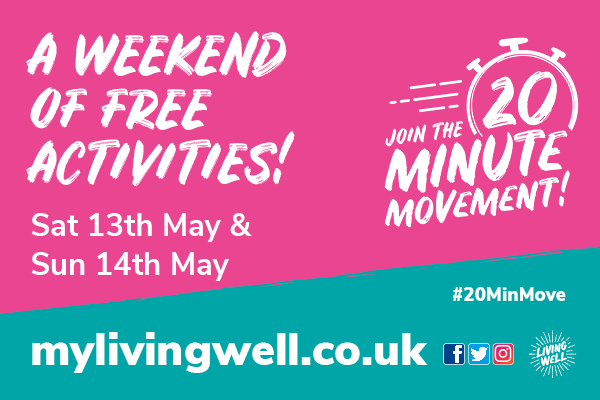 A WEEKEND
OF FREE
ACTIVITIES!
Sat 13th May &
Sun 14th May
JOIN THE
20
MINUTE
MOVEMENT!
#20MinMove
mylivingwell.co.uk
LIVING
WELL